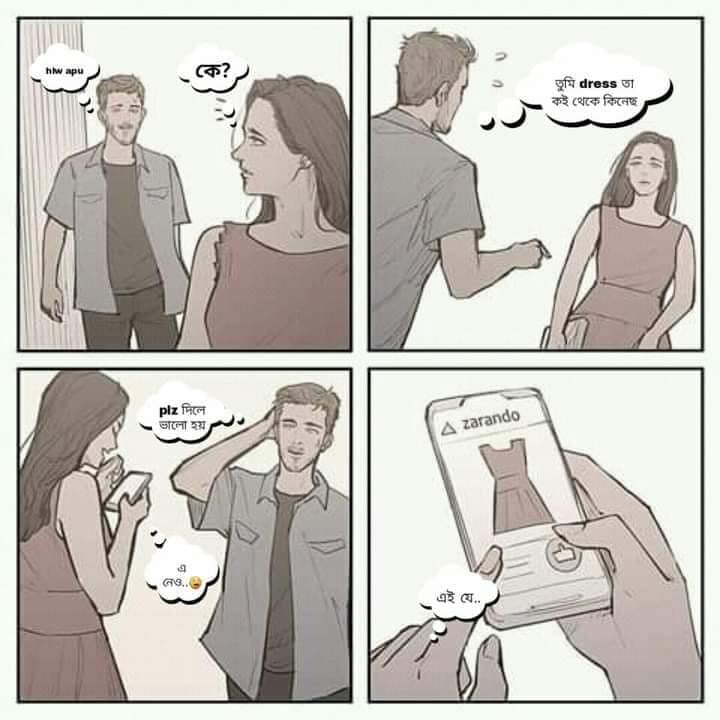 hlw apu
কে?
তুমি dress তা
কই থেকে কিনেছ
plz দিলে
ভালো হয়
এ
নেও..😜
zarando
এই যে..